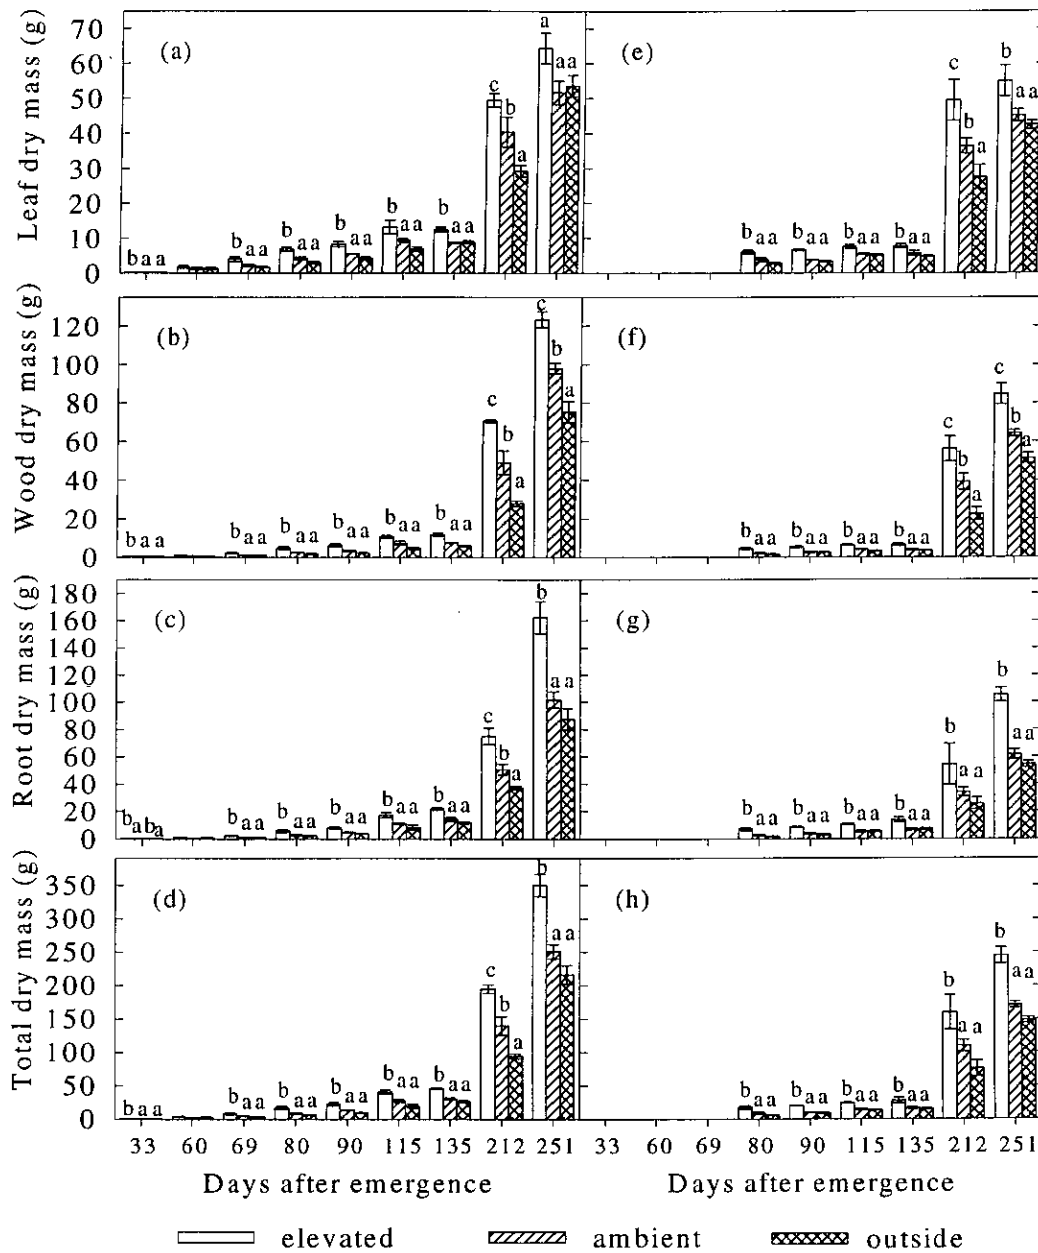 Leaf dry mass (g)
75
70
60
50
40
30
20
10
0
(a)
b a a
b a a
b a a
b a a
b a a
b a a
c b a
a a a
(e)
b a a
b a a
b a a
b a a
c b a
b a a
Wood dry mass (g)
120
100
80
60
40
20
0
(b)
b a a
b a a
b a a
b a a
b a a
b a a
c b a
c b a
(f)
b a a
b a a
b a a
b a a
c b a
c b a
Root dry mass (g)
180
160
140
120
100
80
60
40
20
0
(c)
b ab a
b a a
b a a
b a a
b a a
b a a
c b a
b a a
(g)
b a a
b a a
b a a
b a a
b a a
b a a
Total dry mass (g)
350
300
250
200
150
100
50
0
(d)
b a a
b a a
b a a
b a a
b a a
b a a
c b a
b a a
(h)
b a a
b a a
b a a
b a a
b a a
b a a
33 60 69 80 90 115 135 212 251 33 60 69 80 90 115 135 212 251
Days after emergence Days after emergence
elevated ambient outside